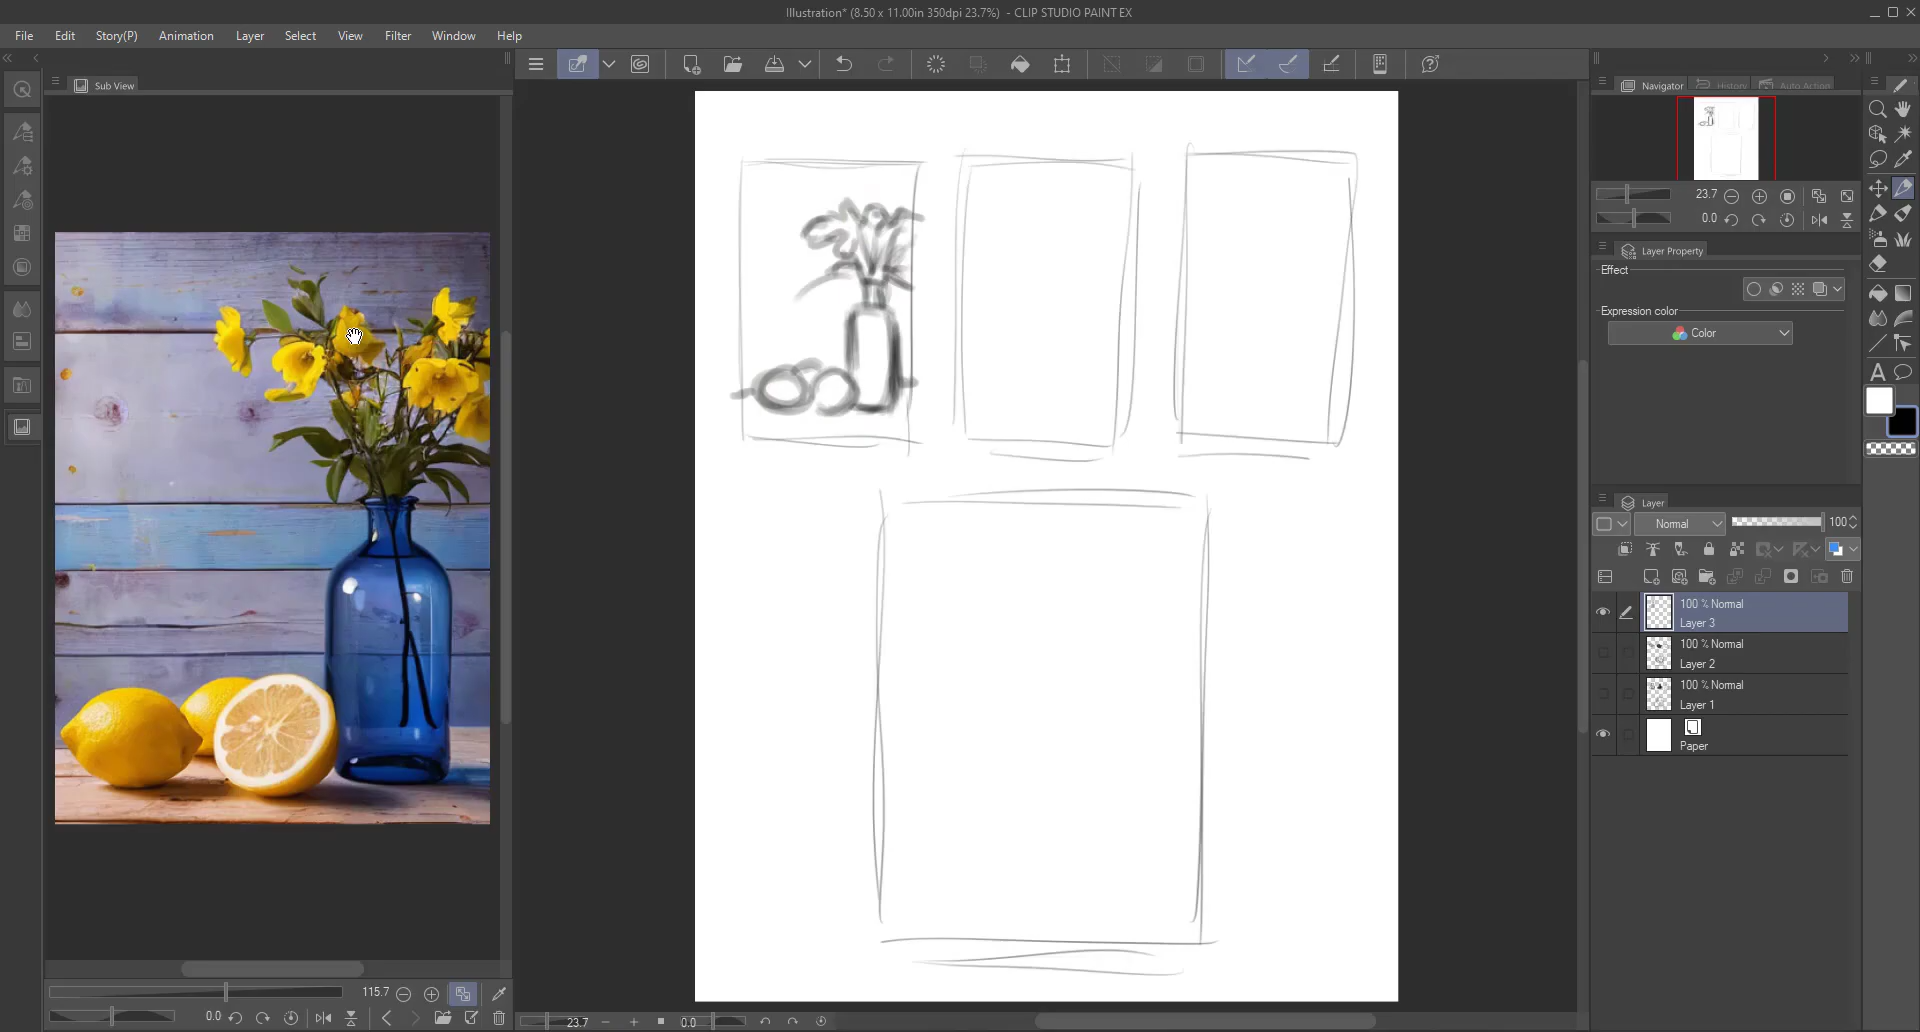 Illustration* (8.50 x 11.00in 350dpi 23.7%) - CLIP STUDIO PAINT EX
File Edit Story(P) Animation Layer Select View Filter Window Help
Sub View
Navigator History Auto Action
23.7
0.0
Layer Property
Effect
Expression color
Color
Layer
Normal 100
100 % Normal
Layer 3
100 % Normal
Layer 2
100 % Normal
Layer 1
Paper
A
115.7
0.0
23.7 0.0